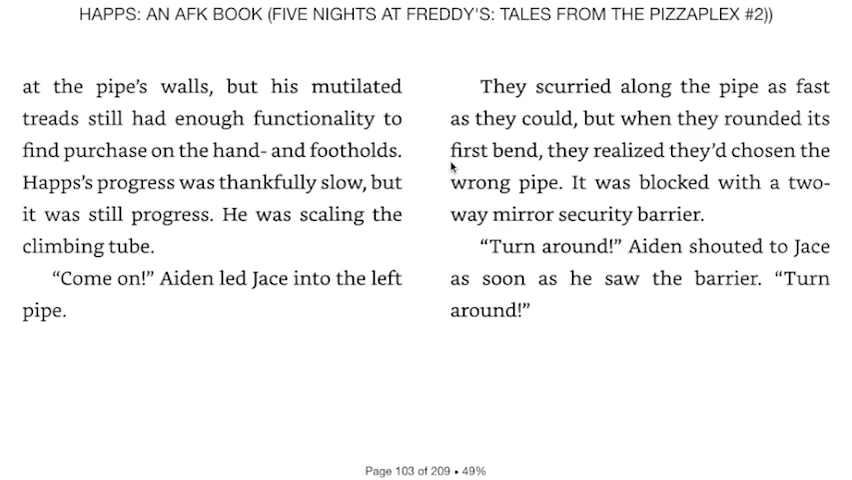 HAPPS: AN AFK BOOK (FIVE NIGHTS AT FREDDY'S: TALES FROM THE PIZZAPLEX #2))
at the pipe's walls, but his mutilated
treads still had enough functionality to
find purchase on the hand- and footholds.
Happs's progress was thankfully slow, but
it was still progress. He was scaling the
climbing tube.
“Come on!” Aiden led Jace into the left
pipe.
They scurried along the pipe as fast
as they could, but when they rounded its
first bend, they realized they'd chosen the
wrong pipe. It was blocked with a two-
way mirror security barrier.
“Turn around!” Aiden shouted to Jace
as soon as he saw the barrier. “Turn
around!”
Page 103 of 209 • 49%